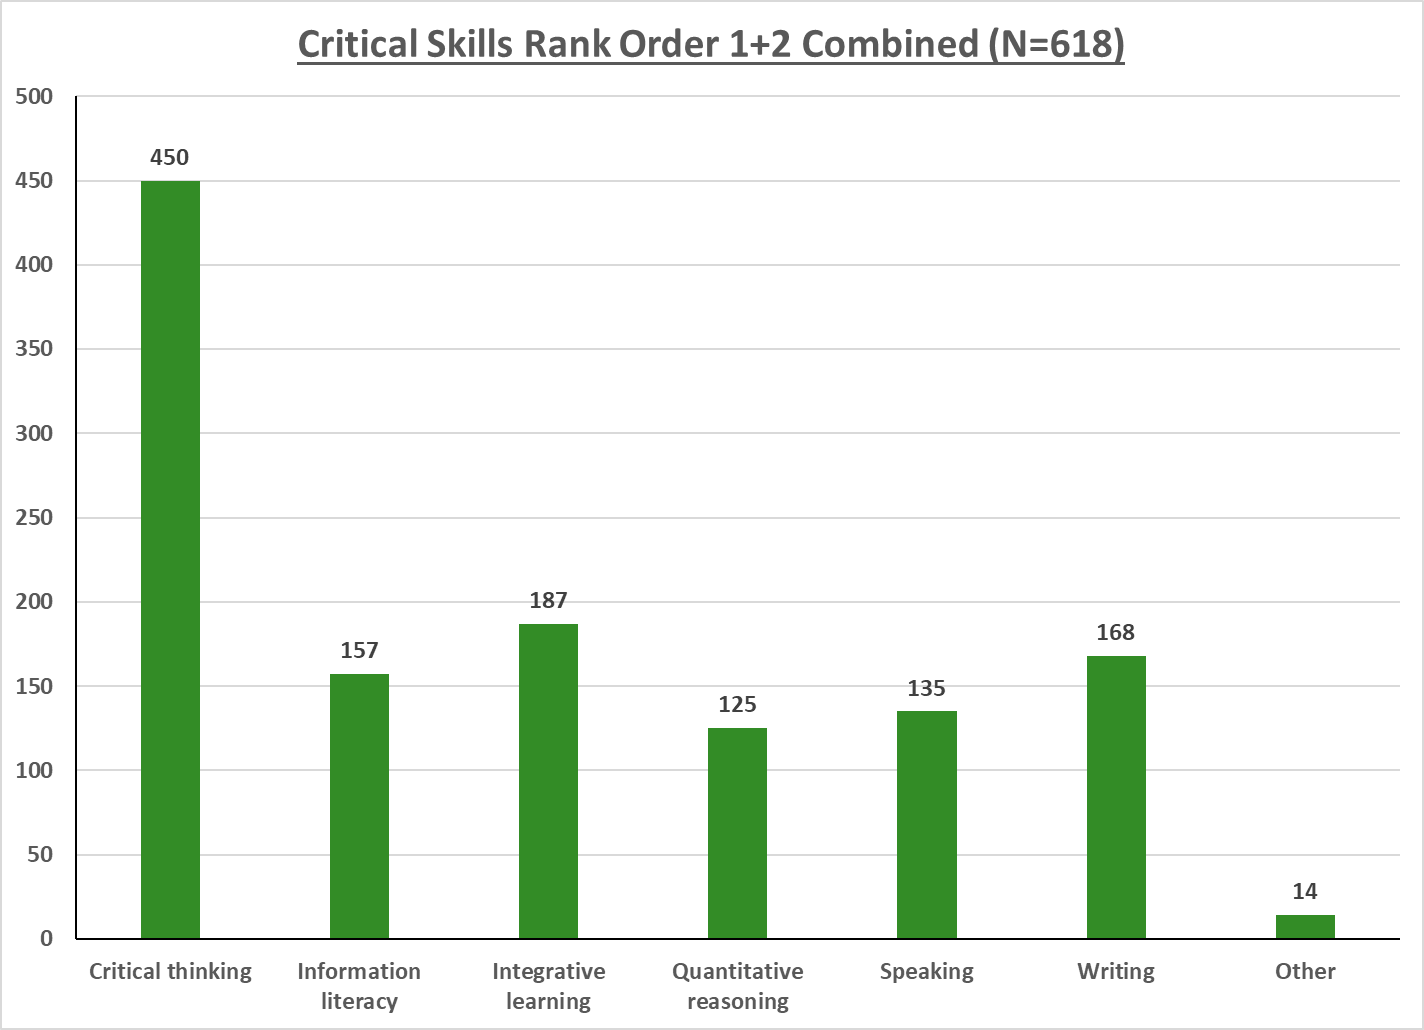 Critical Skills Rank Order 1+2 Combined (N=618)
500
450
400
350
300
250
200
150
100
50
0
450
157
187
125
135
168
14
Critical thinking
Information
literacy
Integrative
learning
Quantitative
reasoning
Speaking
Writing
Other